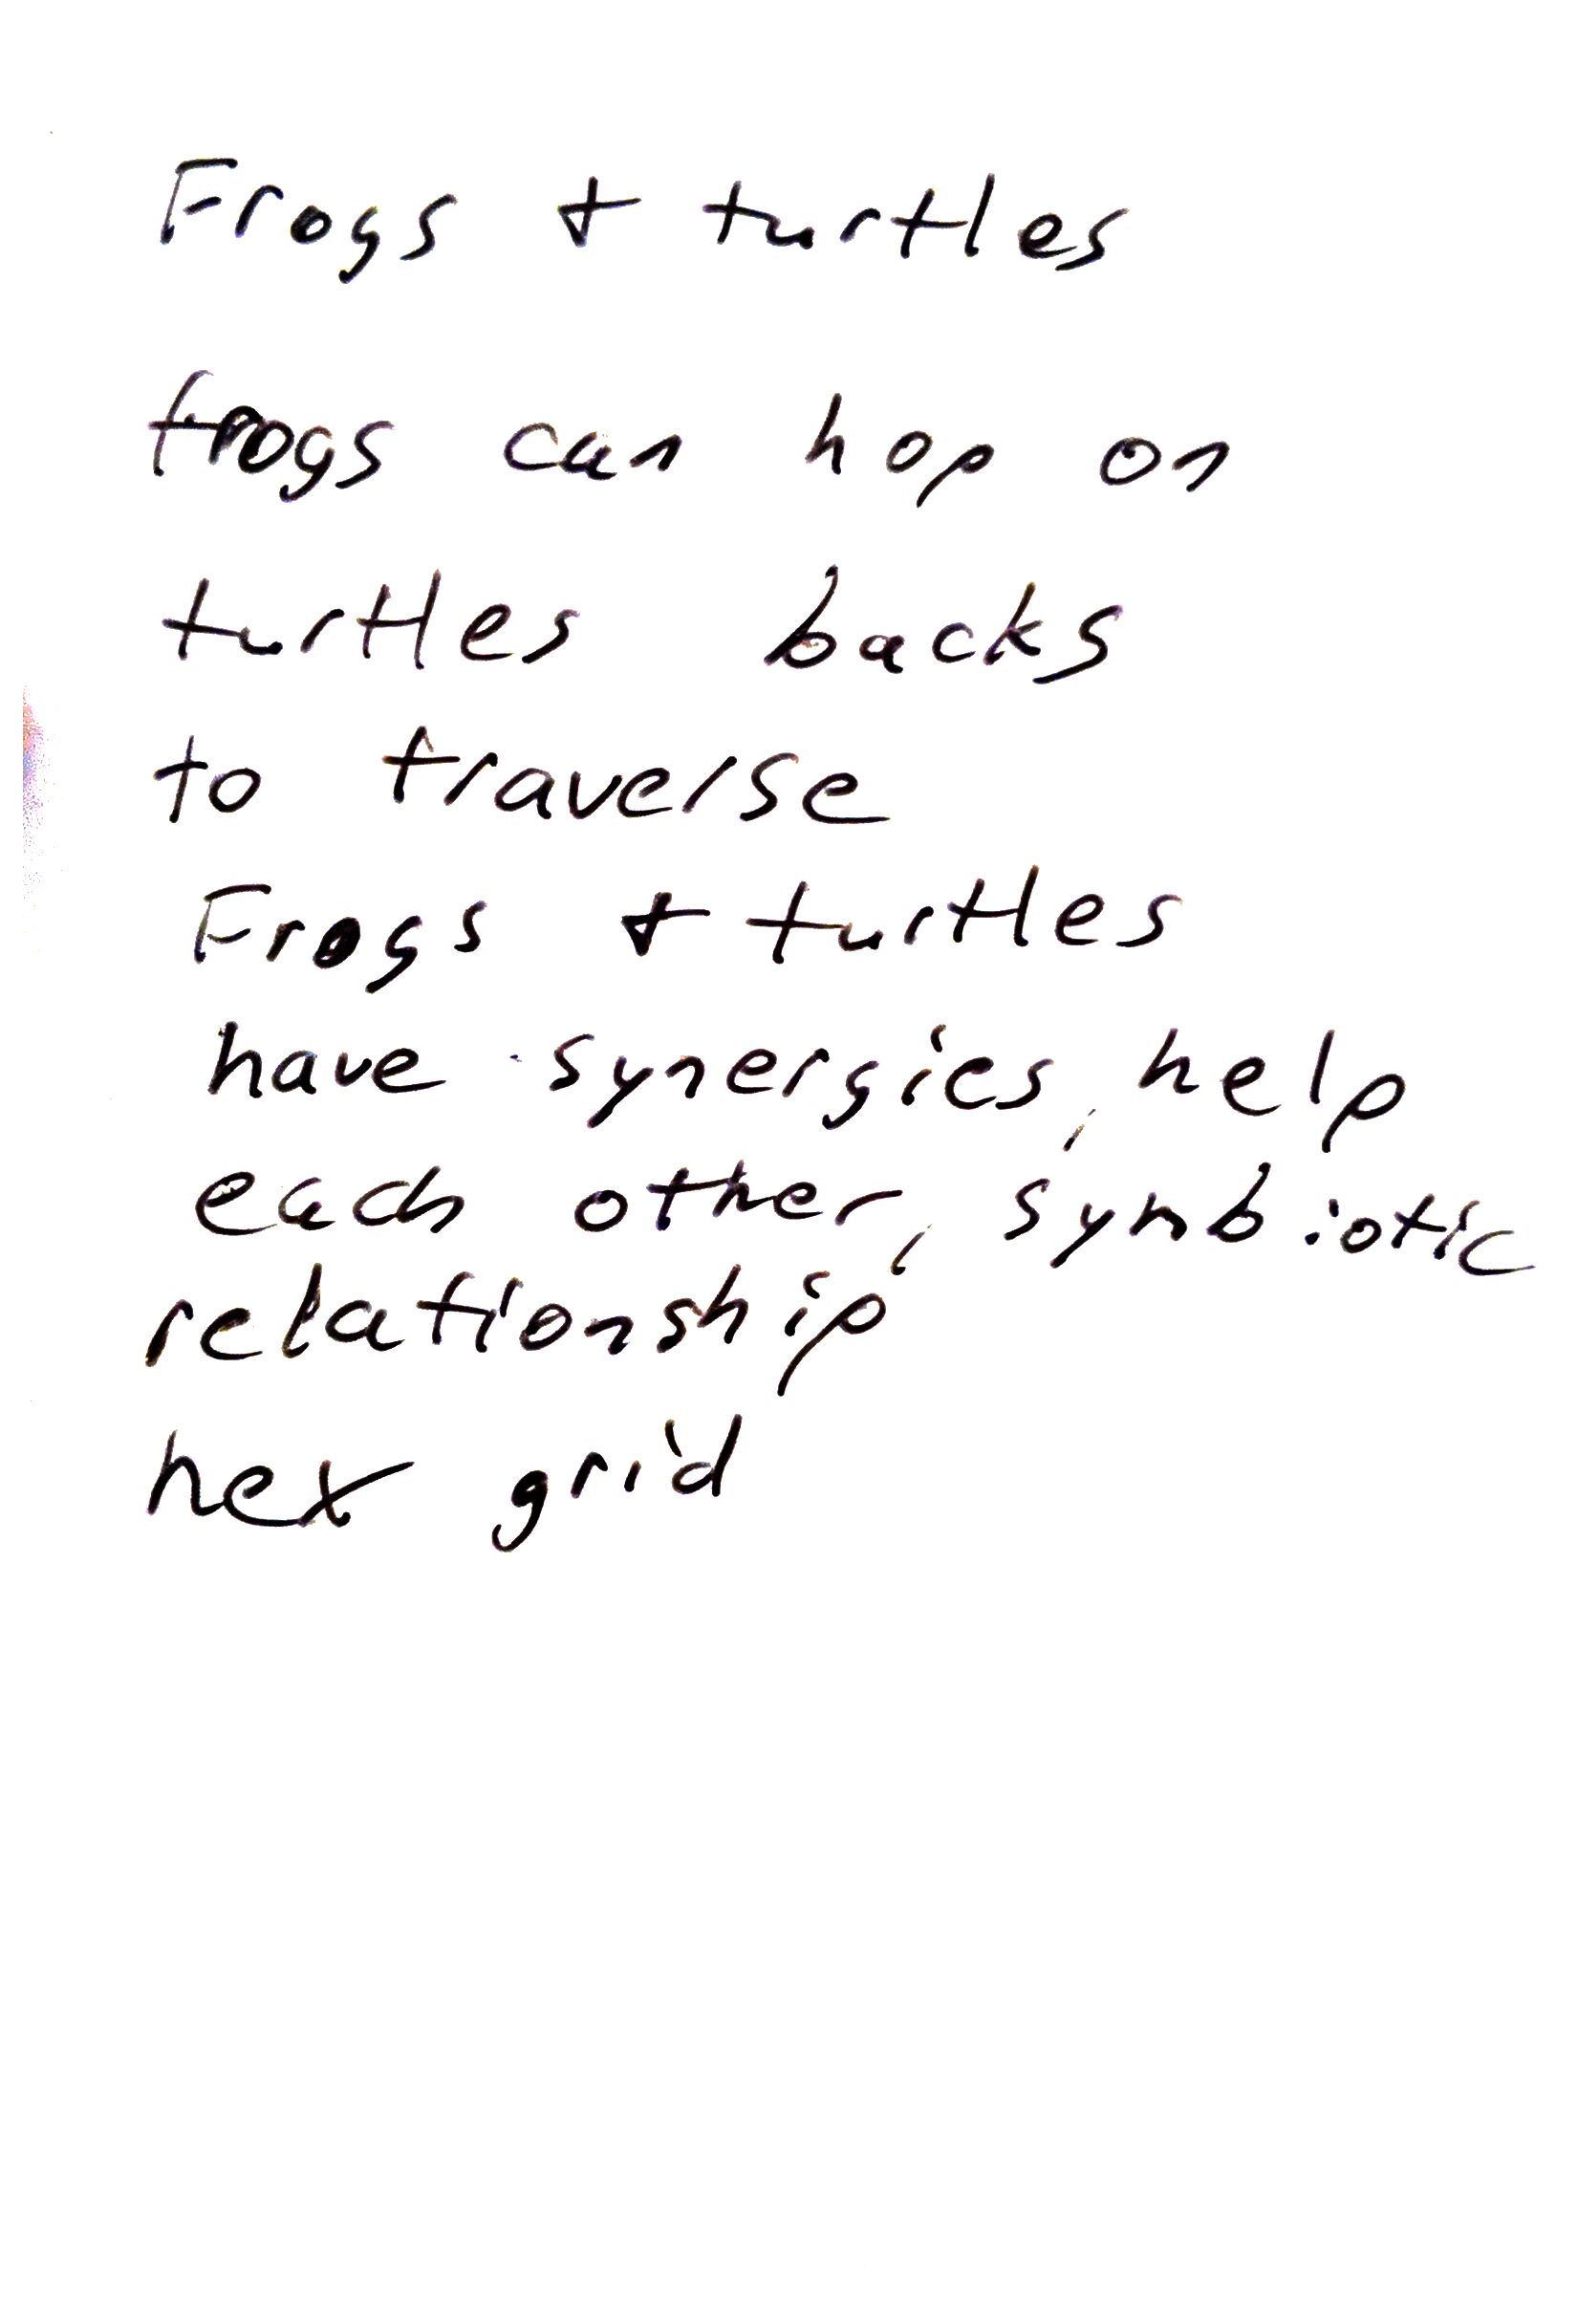 Frogs + turtles
frogs can hop on
turtles backs
to traverse
Frogs + turtles
have synergies, help
each other, symbiotic
relationship
hex grid